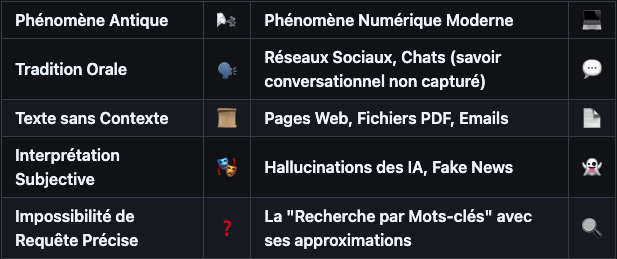 Phénomène Antique
Phénomène Numérique Moderne
Tradition Orale
Réseaux Sociaux, Chats (savoir
conversationnel non capturé)
Texte sans Contexte
Pages Web, Fichiers PDF, Emails
Interprétation
Subjective
Hallucinations des IA, Fake News
Impossibilité de
Requête Précise
La "Recherche par Mots-clés" avec
ses approximations